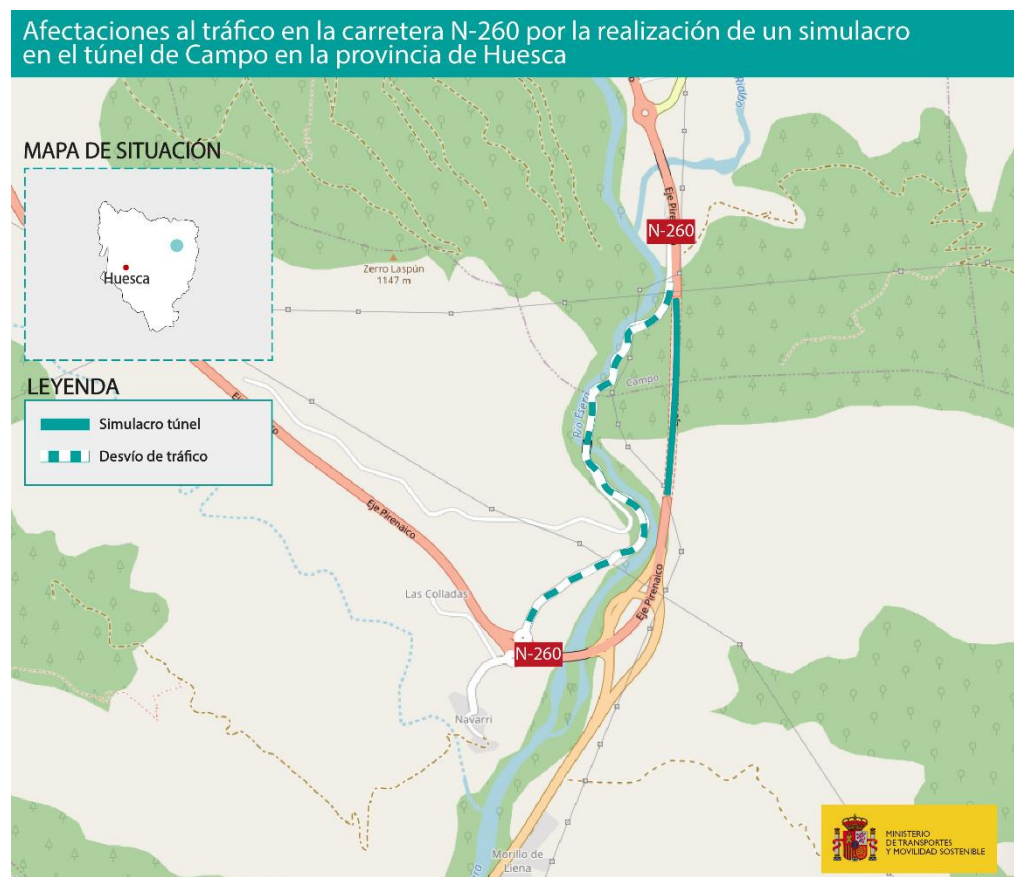 Afectaciones al tráfico en la carretera N-260 por la realización de un simulacro
en el túnel de Campo en la provincia de Huesca
MAPA DE SITUACIÓN
Huesca
LEYENDA
Simulacro túnel
Desvío de tráfico
N-260
Zerro Laspún
1147 m
Campo
Río Ésera
Eje Pirenaico
Eje Pirenaico
Las Colladas
N-260
Navarri
Morillo de
Liena
MINISTERIO
DE TRANSPORTES
Y MOVILIDAD SOSTENIBLE